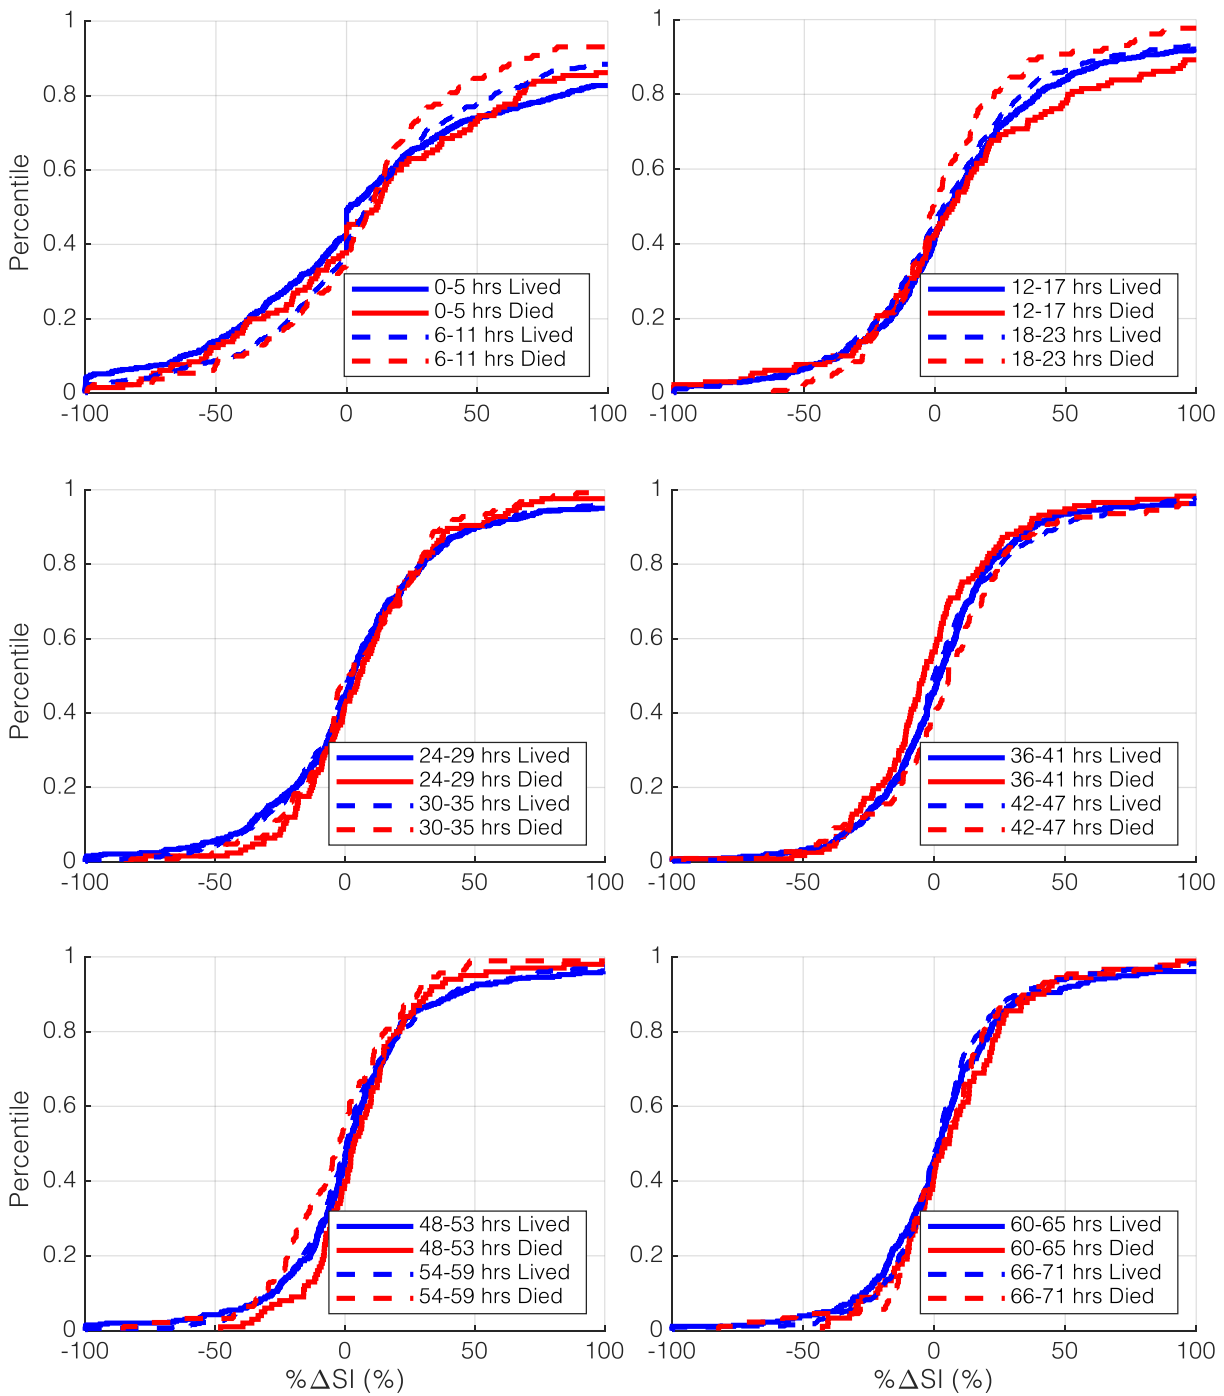 1
0.8
0.6
0.4
0.2
0
Percentile
-100 -50 0 50 100
0-5 hrs Lived
0-5 hrs Died
6-11 hrs Lived
6-11 hrs Died
1
0.8
0.6
0.4
0.2
0
-100 -50 0 50 100
12-17 hrs Lived
12-17 hrs Died
18-23 hrs Lived
18-23 hrs Died
1
0.8
0.6
0.4
0.2
0
Percentile
-100 -50 0 50 100
24-29 hrs Lived
24-29 hrs Died
30-35 hrs Lived
30-35 hrs Died
1
0.8
0.6
0.4
0.2
0
-100 -50 0 50 100
36-41 hrs Lived
36-41 hrs Died
42-47 hrs Lived
42-47 hrs Died
1
0.8
0.6
0.4
0.2
0
Percentile
-100 -50 0 50 100
%ΔSI (%)
48-53 hrs Lived
48-53 hrs Died
54-59 hrs Lived
54-59 hrs Died
1
0.8
0.6
0.4
0.2
0
-100 -50 0 50 100
%ΔSI (%)
60-65 hrs Lived
60-65 hrs Died
66-71 hrs Lived
66-71 hrs Died